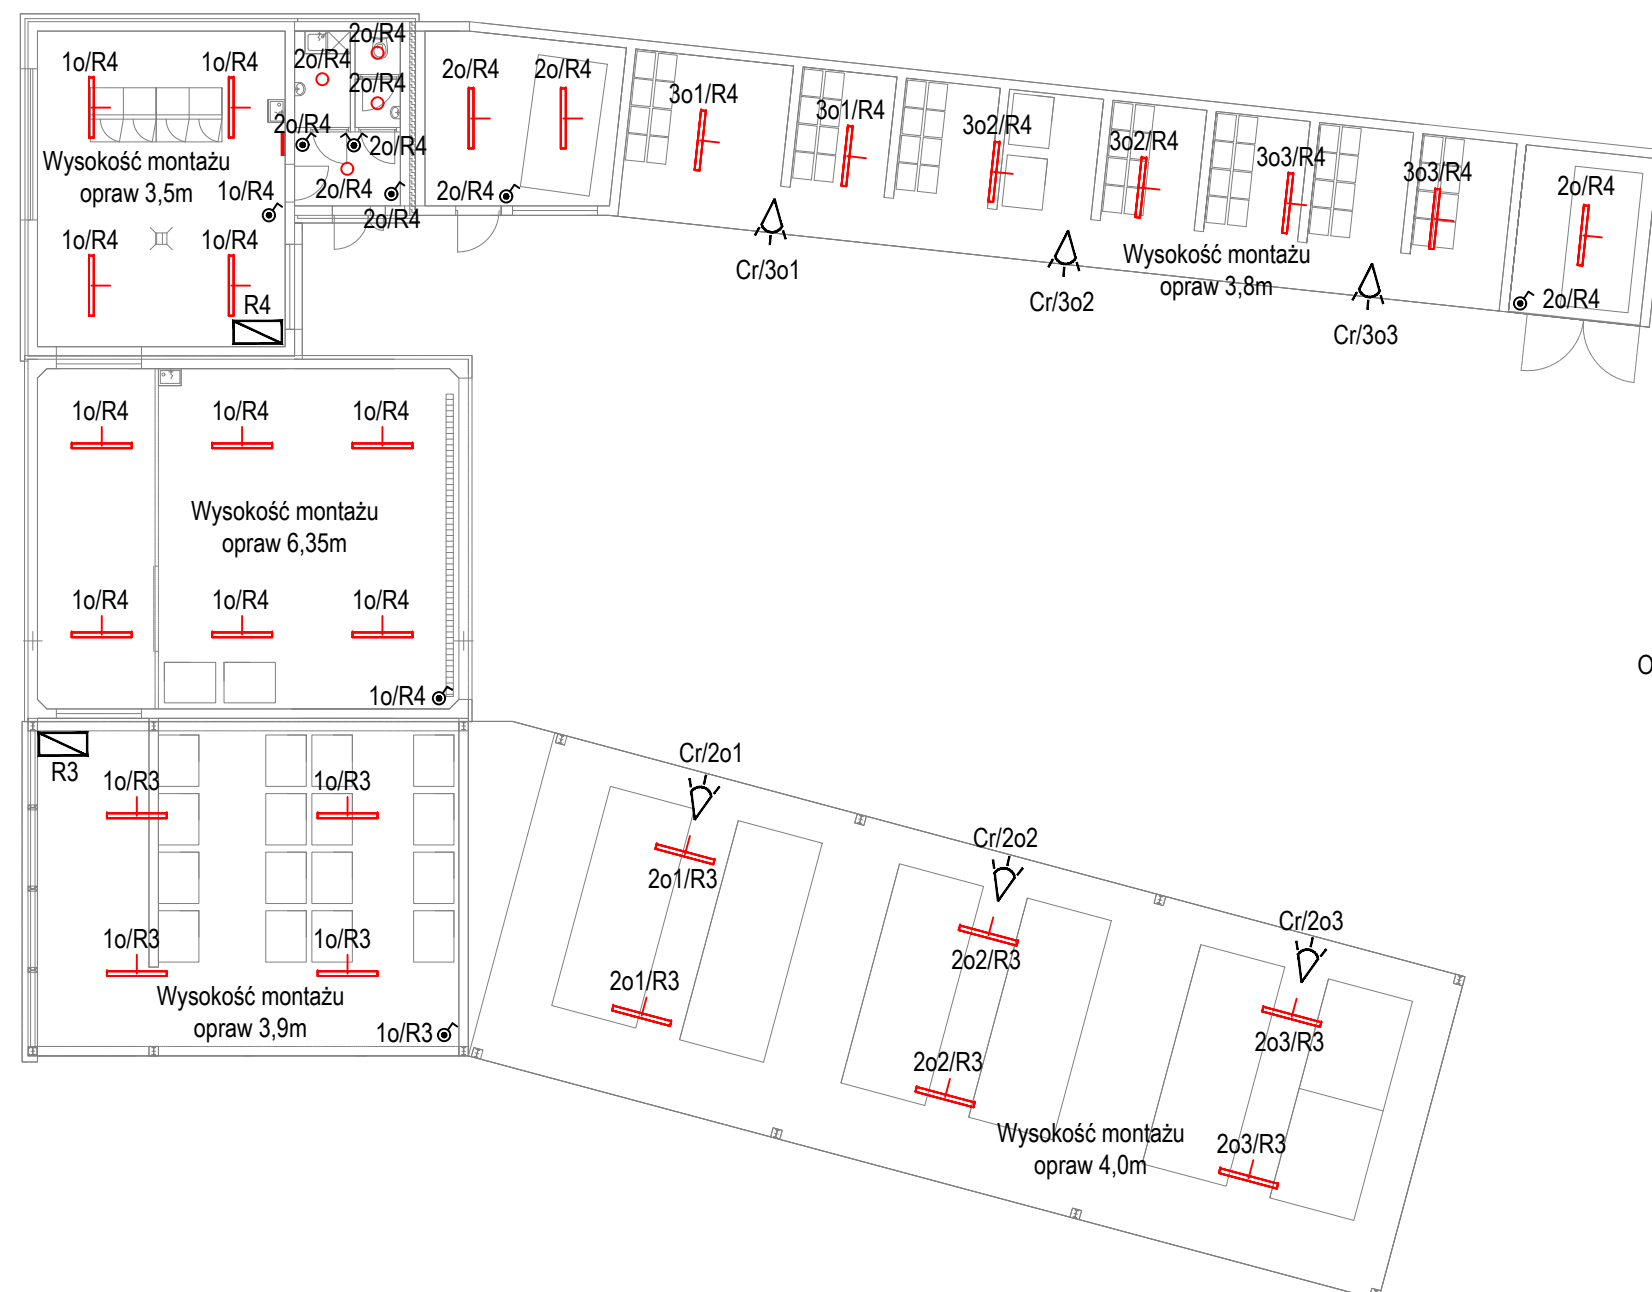 1o/R4
1o/R4
Wysokość montażu
opraw 3,5m
1o/R4
1o/R4
1o/R4
R4
2o/R4
2o/R4
2o/R4
2o/R4
2o/R4
2o/R4
2o/R4
2o/R4
2o/R4
2o/R4
3o1/R4
3o1/R4
3o2/R4
3o2/R4
3o3/R4
3o3/R4
2o/R4
2o/R4
Cr/3o1
Cr/3o2
Wysokość montażu
opraw 3,8m
Cr/3o3
1o/R4
1o/R4
1o/R4
Wysokość montażu
opraw 6,35m
1o/R4
1o/R4
1o/R4
1o/R4
O
R3
1o/R3
1o/R3
1o/R3
1o/R3
Wysokość montażu
opraw 3,9m
1o/R3
Cr/2o1
2o1/R3
2o1/R3
Cr/2o2
2o2/R3
2o2/R3
Cr/2o3
2o3/R3
2o3/R3
Wysokość montażu
opraw 4,0m